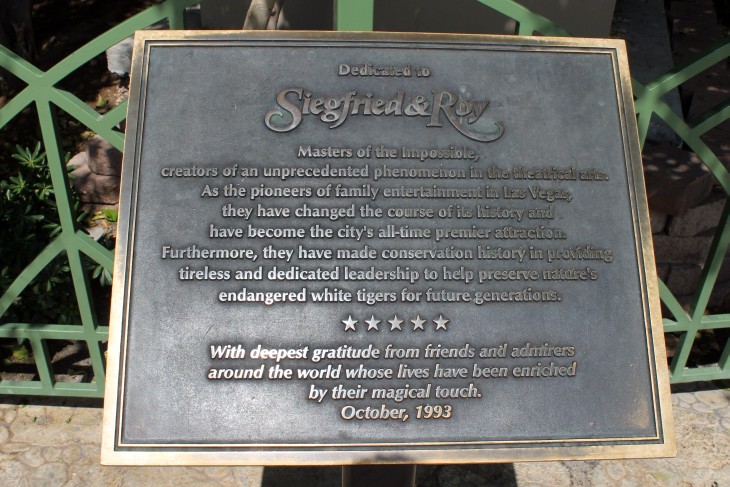 Dedicated to
Siegfried & Roy
Masters of the Impossible,
creators of an unprecedented phenomenon in the theatrical arts.
As the pioneers of family entertainment in Las Vegas,
they have changed the course of its history and
have become the city's all-time premier attraction.
Furthermore, they have made conservation history in providing
tireless and dedicated leadership to help preserve nature's
endangered white tigers for future generations.
With deepest gratitude from friends and admirers
around the world whose lives have been enriched
by their magical touch.
October, 1993